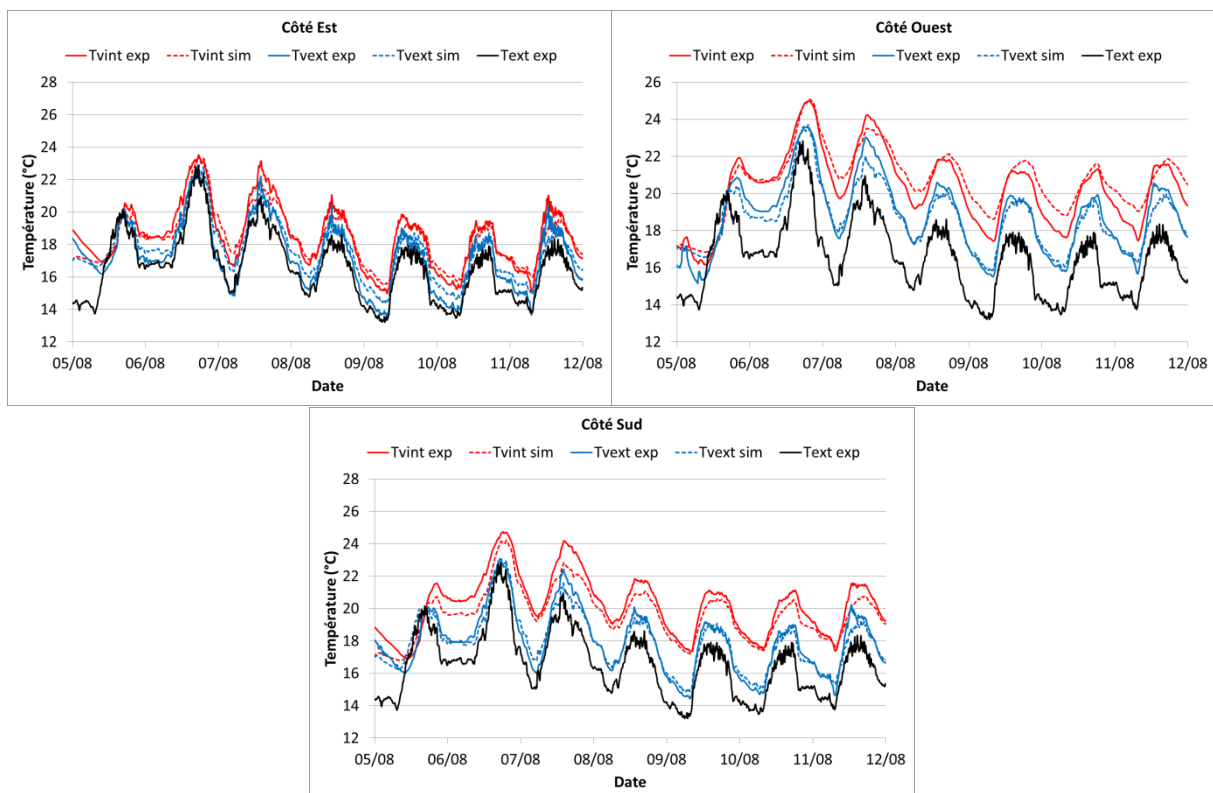 Côté Est
Tvint exp Tvint sim Tvext exp Tvext sim Text exp
Température (°C)
28
26
24
22
20
18
16
14
12
05/08 06/08 07/08 08/08 09/08 10/08 11/08 12/08
Date
Côté Ouest
Tvint exp Tvint sim Tvext exp Tvext sim Text exp
Température (°C)
26
24
22
20
18
16
14
12
05/08 06/08 07/08 08/08 09/08 10/08 11/08 12/08
Date
Côté Sud
Tvint exp Tvint sim Tvext exp Tvext sim Text exp
Température (°C)
28
26
24
22
20
18
16
14
12
05/08 06/08 07/08 08/08 09/08 10/08 11/08 12/08
Date